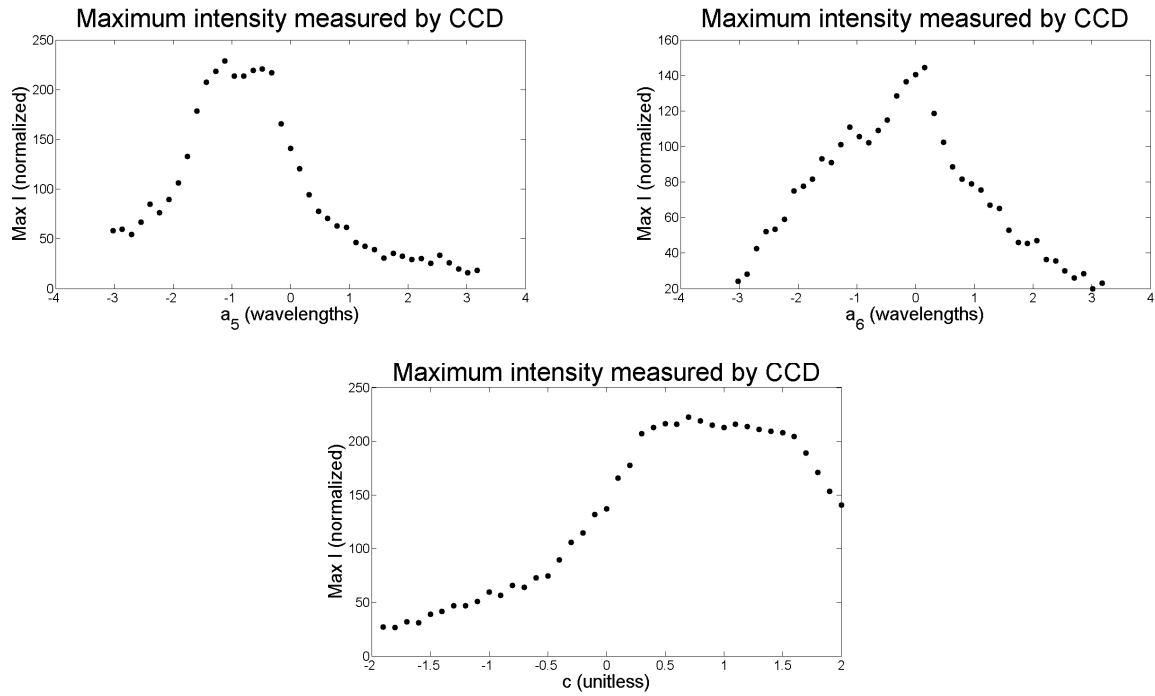 Maximum intensity measured by CCD
250
200
150
100
50
0
Max I (normalized)
-4 -3 -2 -1 0 1 2 3 4
a5 (wavelengths)
Maximum intensity measured by CCD
160
140
120
100
80
60
40
20
Max I (normalized)
-4 -3 -2 -1 0 1 2 3 4
a6 (wavelengths)
Maximum intensity measured by CCD
250
200
150
100
50
0
Max I (normalized)
-2 -1.5 -1 -0.5 0 0.5 1 1.5 2
c (unitless)